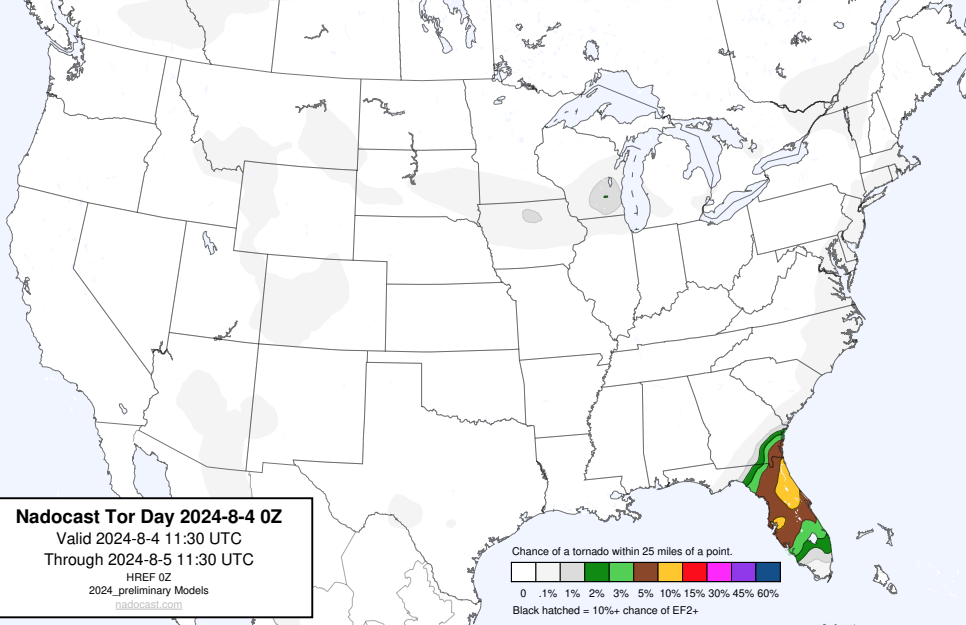 Nadocast Tor Day 2024-8-4 0Z
Valid 2024-8-4 11:30 UTC
Through 2024-8-5 11:30 UTC
HREF 0Z
2024_preliminary Models
nadocast.com
Chance of a tornado within 25 miles of a point.
0 .1% 1% 2% 3% 5% 10% 15% 30% 45% 60%
Black hatched = 10%+ chance of EF2+